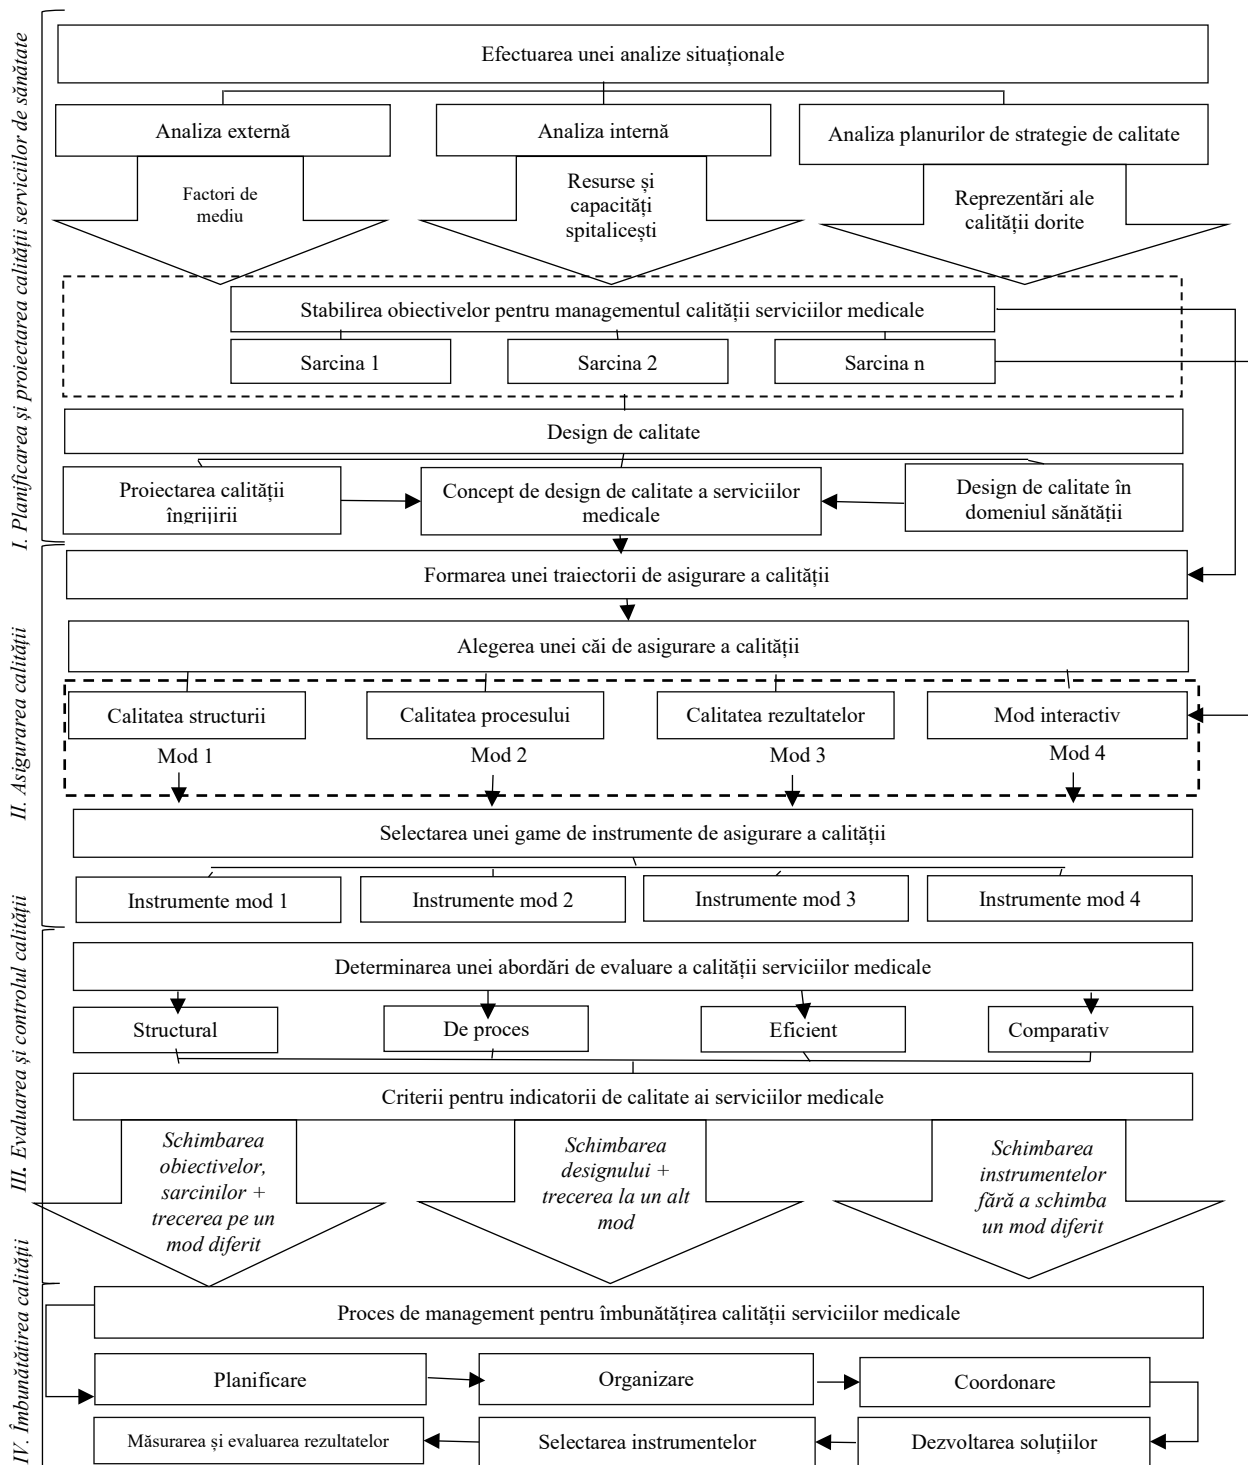 I. Planificarea și proiectarea calității serviciilor de sănătate
Efectuarea unei analize situaționale
Analiza externă
Analiza internă
Analiza planurilor de strategie de calitate
Factori de
mediu
Resurse și
capacități
spitalicești
Reprezentări ale
calității dorite
Stabilirea obiectivelor pentru managementul calității serviciilor medicale
Sarcina 1
Sarcina 2
Sarcina n
Design de calitate
Proiectarea calității
îngrijirii
Concept de design de calitate a serviciilor
medicale
Design de calitate în
domeniul sănătății
II. Asigurarea calității
Formarea unei traiectorii de asigurare a calității
Alegerea unei căi de asigurare a calității
Calitatea structurii
Calitatea procesului
Calitatea rezultatelor
Mod interactiv
Mod 1
Mod 2
Mod 3
Mod 4
Selectarea unei game de instrumente de asigurare a calității
Instrumente mod 1
Instrumente mod 2
Instrumente mod 3
Instrumente mod 4
III. Evaluarea și controlul calității
Determinarea unei abordări de evaluare a calității serviciilor medicale
Structural
De proces
Eficient
Comparativ
Criterii pentru indicatorii de calitate ai serviciilor medicale
Schimbarea
obiectivelor,
sarcinilor +
trecerea pe un
mod diferit
Schimbarea
designului +
trecerea la un alt
mod
Schimbarea
instrumentelor
fără a schimba
un mod diferit
IV. Îmbunătățirea calității
Proces de management pentru îmbunătățirea calității serviciilor medicale
Planificare
Organizare
Coordonare
Măsurarea și evaluarea rezultatelor
Selectarea instrumentelor
Dezvoltarea soluțiilor